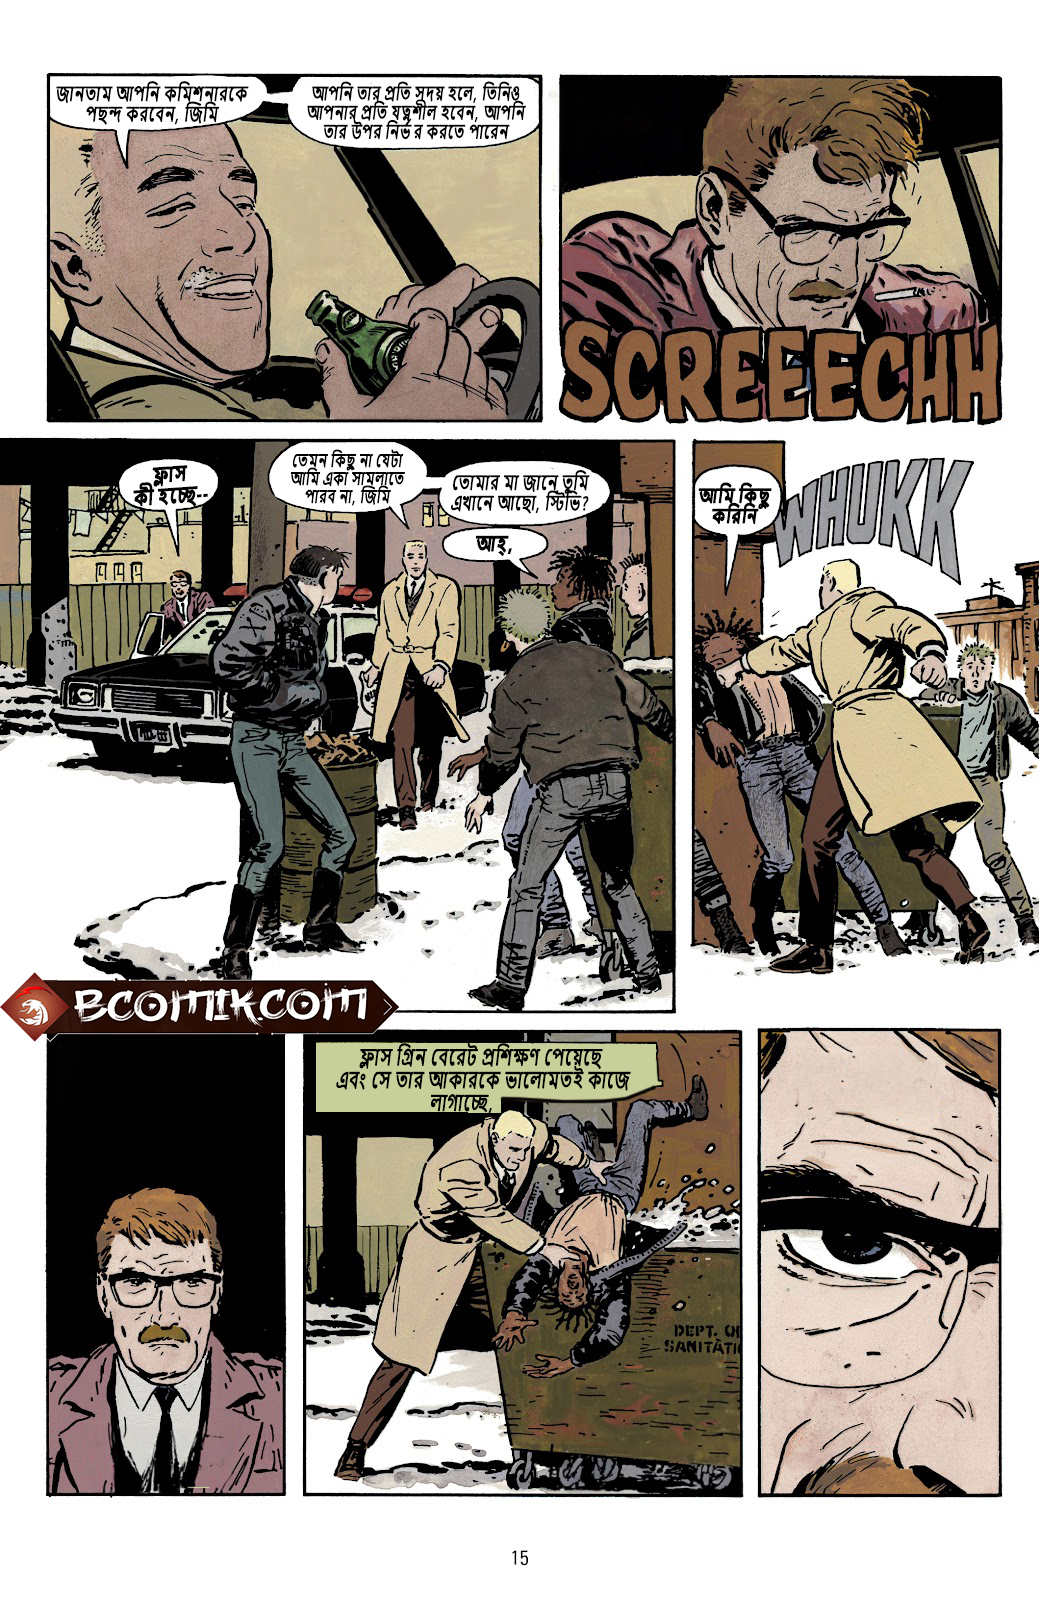 জানতাম আপনি কমিশনারকে
পছন্দ করবেন, জিমি
আপনি তার প্রতি সদয় হলে, তিনিও
আপনার প্রতি যত্নশীল হবেন, আপনি
তার উপর নির্ভর করতে পারেন
SCREEECHH
ফ্লাস
কী হচ্ছে--
তেমন কিছু না যেটা
আমি একা সামলাতে
পারব না, জিমি
তোমার মা জানে তুমি
এখানে আছো, স্টিভি?
আহ্,
আমি কিছু
করিনি
WHUKK
BCOMIK.COM
ফ্লাস গ্রিন বেরেট প্রশিক্ষণ পেয়েছে
এবং সে তার আকারকে ভালোমতই কাজে
লাগাচ্ছে,
DEPT. O
SANITATIO
15